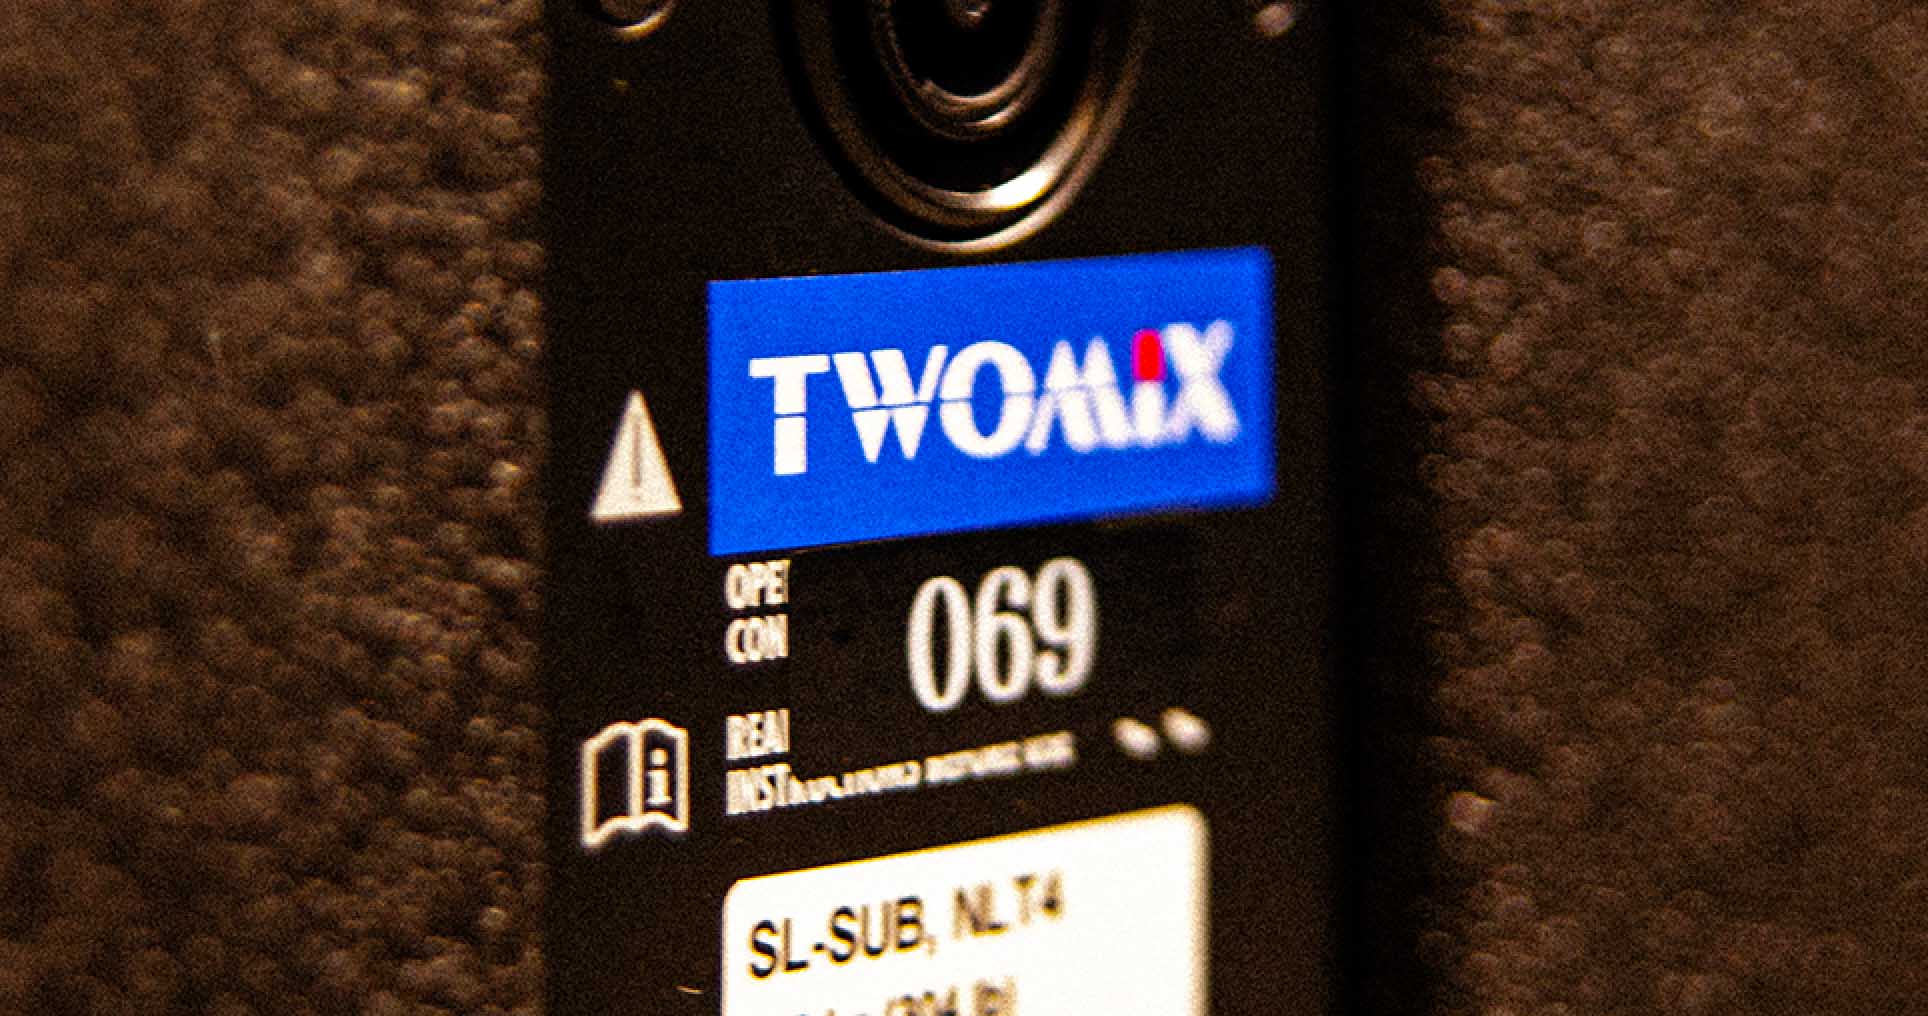 TWOMiX
OPE
CON
069
REA
INST
i
SL-SUB, NLT4